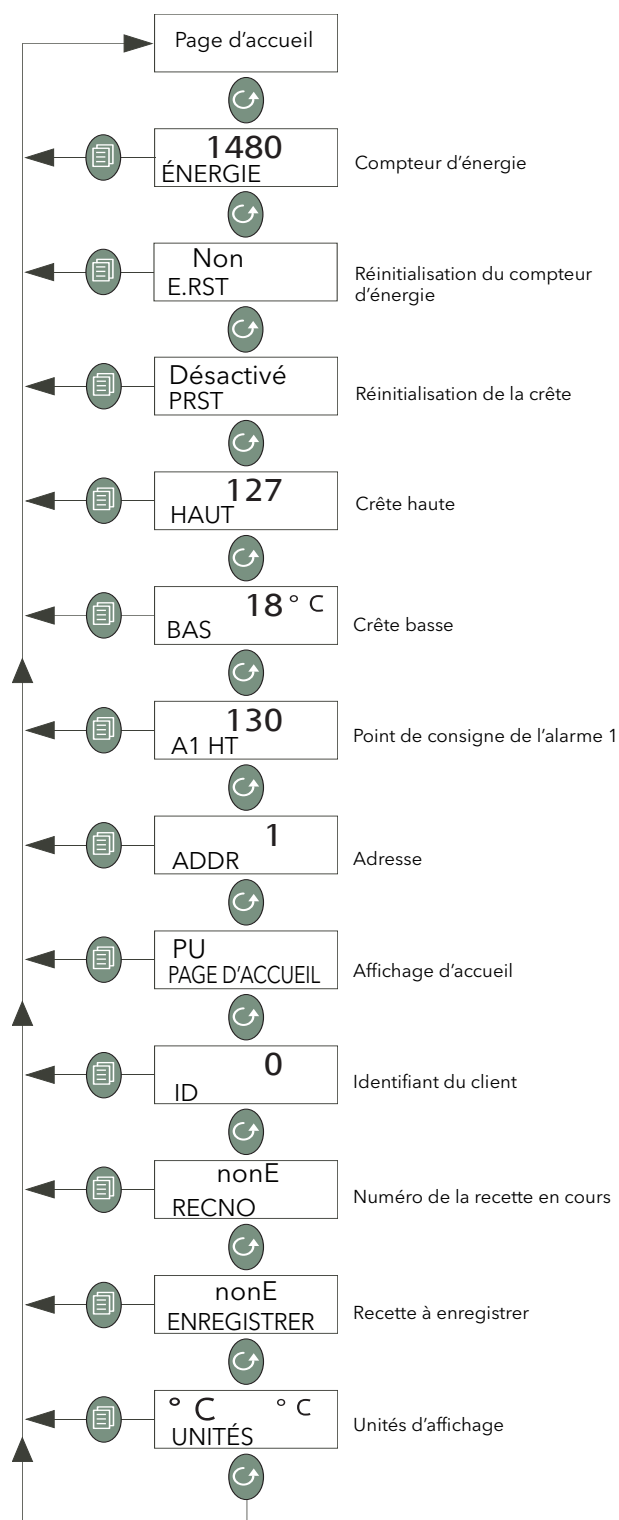 Page d'accueil
1480
ÉNERGIE
Compteur d'énergie
Non
E.RST
Réinitialisation du compteur
d'énergie
Désactivé
PRST
Réinitialisation de la crête
127
HAUT
Crête haute
18° C
BAS
Crête basse
130
A1 HT
Point de consigne de l'alarme 1
1
ADDR
Adresse
PU
PAGE D'ACCUEIL
Affichage d'accueil
0
ID
Identifiant du client
nonE
RECNO
Numéro de la recette en cours
nonE
ENREGISTRER
Recette à enregistrer
° C ° C
UNITÉS
Unités d'affichage